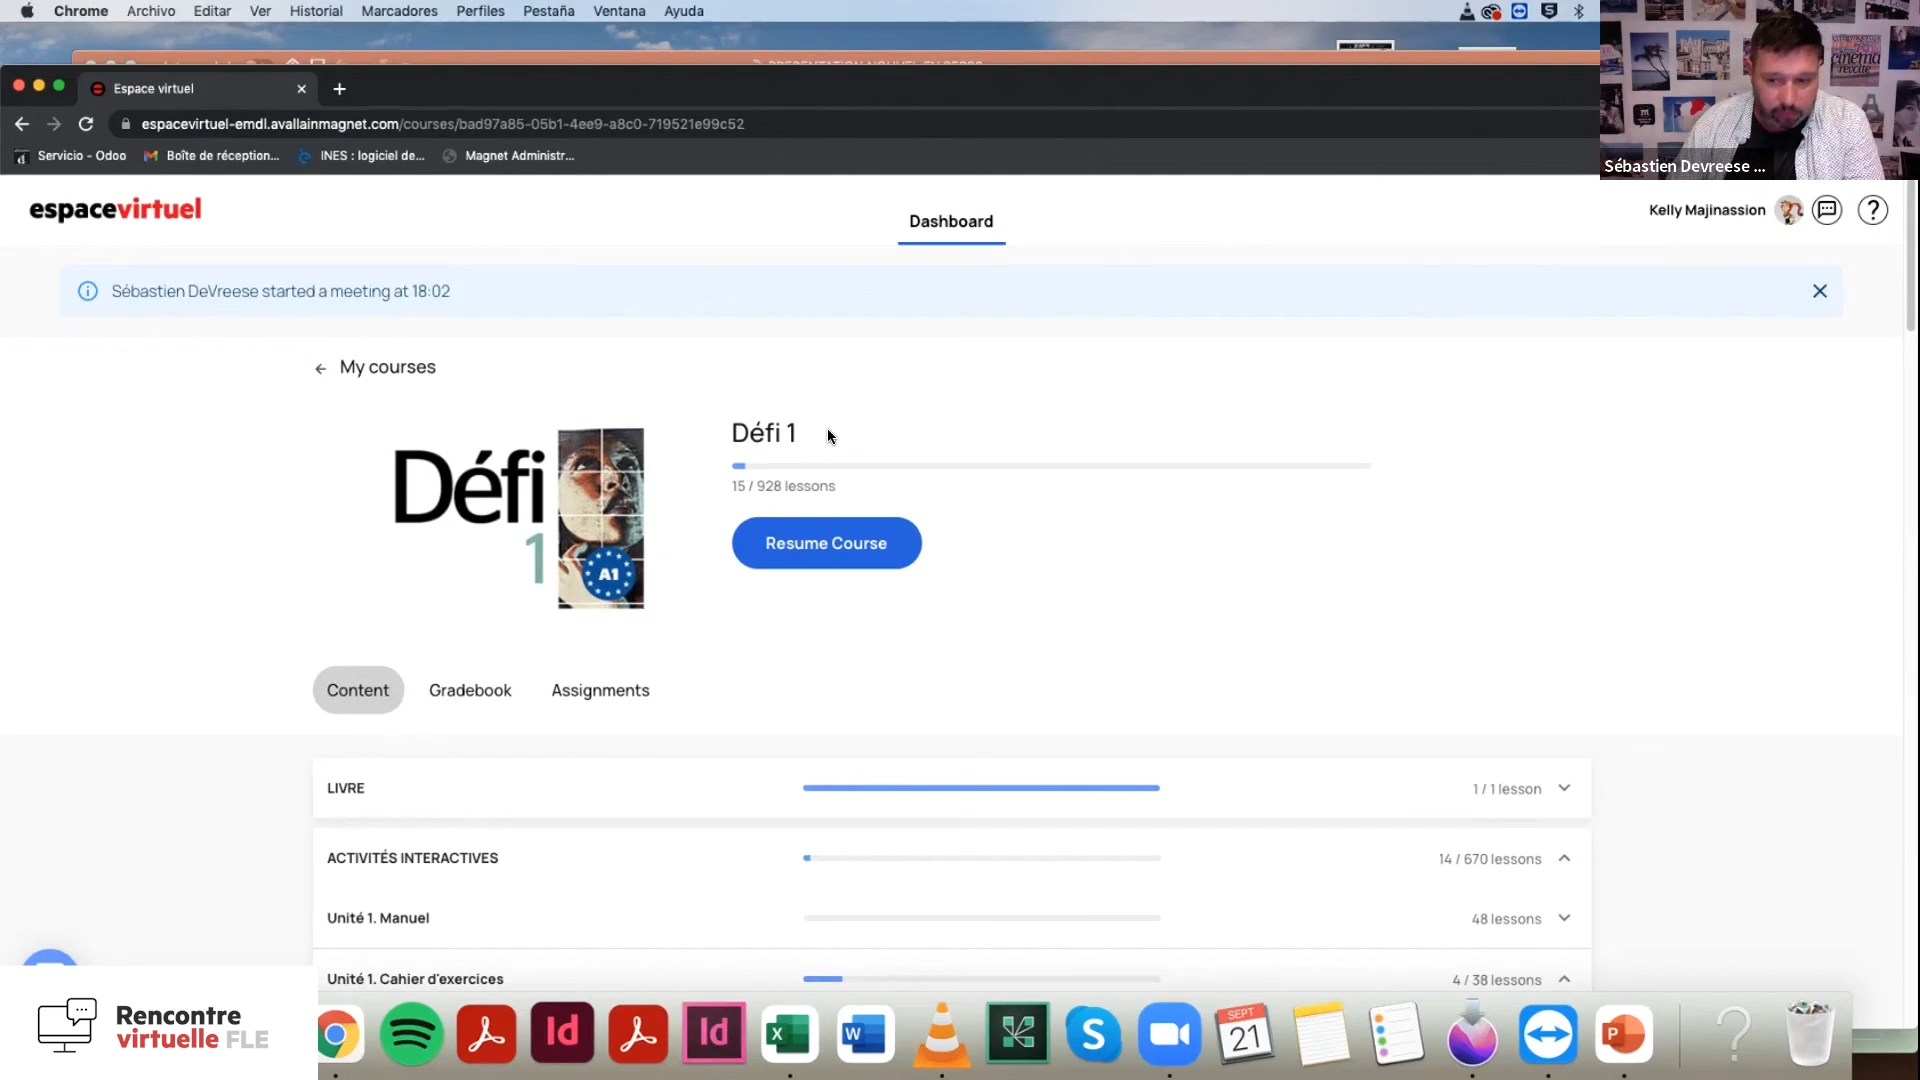 Chrome Archivo Editar Ver Historial Marcadores Perfiles Pestaña Ventana Ayuda
Espace virtuel
espacevirtuel-emdl.avallainmagnet.com/courses/bad97a85-05b1-4ee9-a8c0-719521e99c52
Servicio - Odoo Boîte de réception... INES : logiciel de... Magnet Administr...
cinéma
révolte
Sébastien Devreese ...
espacevirtuel
Dashboard
Kelly Majinassion
Sébastien DeVreese started a meeting at 18:02
My courses
Défi
1
A1
Défi 1
15 / 928 lessons
Resume Course
Content Gradebook Assignments
LIVRE 1 / 1 lesson
ACTIVITÉS INTERACTIVES 14 / 670 lessons
Unité 1. Manuel 48 lessons
Unité 1. Cahier d'exercices 4 / 38 lessons
Rencontre
virtuelle FLE
Id
Id
X
W
S
SEPT
21
P